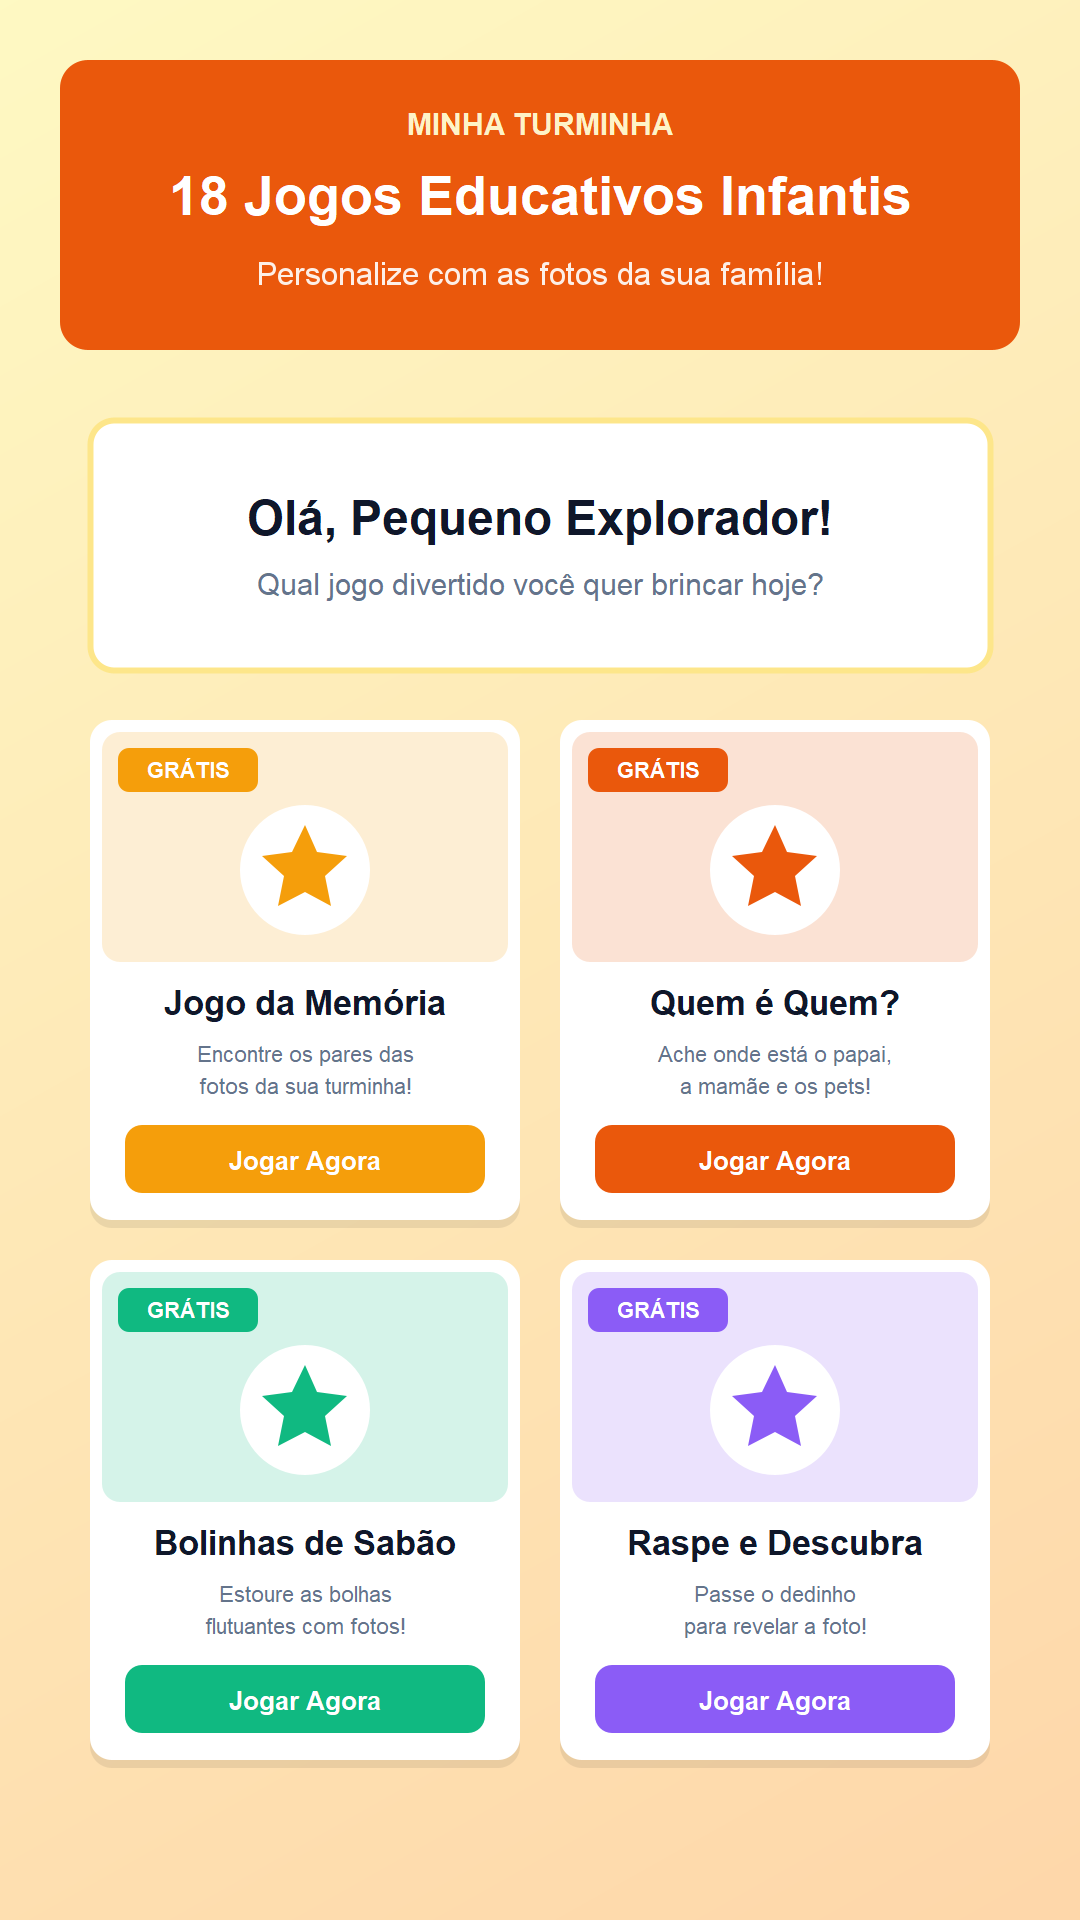 MINHA TURMINHA
18 Jogos Educativos Infantis
Personalize com as fotos da sua família!
Olá, Pequeno Explorador!
Qual jogo divertido você quer brincar hoje?
GRÁTIS
Jogo da Memória
Encontre os pares das
fotos da sua turminha!
Jogar Agora
GRÁTIS
Quem é Quem?
Ache onde está o papai,
a mamãe e os pets!
Jogar Agora
GRÁTIS
Bolinhas de Sabão
Estoure as bolhas
flutuantes com fotos!
Jogar Agora
GRÁTIS
Raspe e Descubra
Passe o dedinho
para revelar a foto!
Jogar Agora